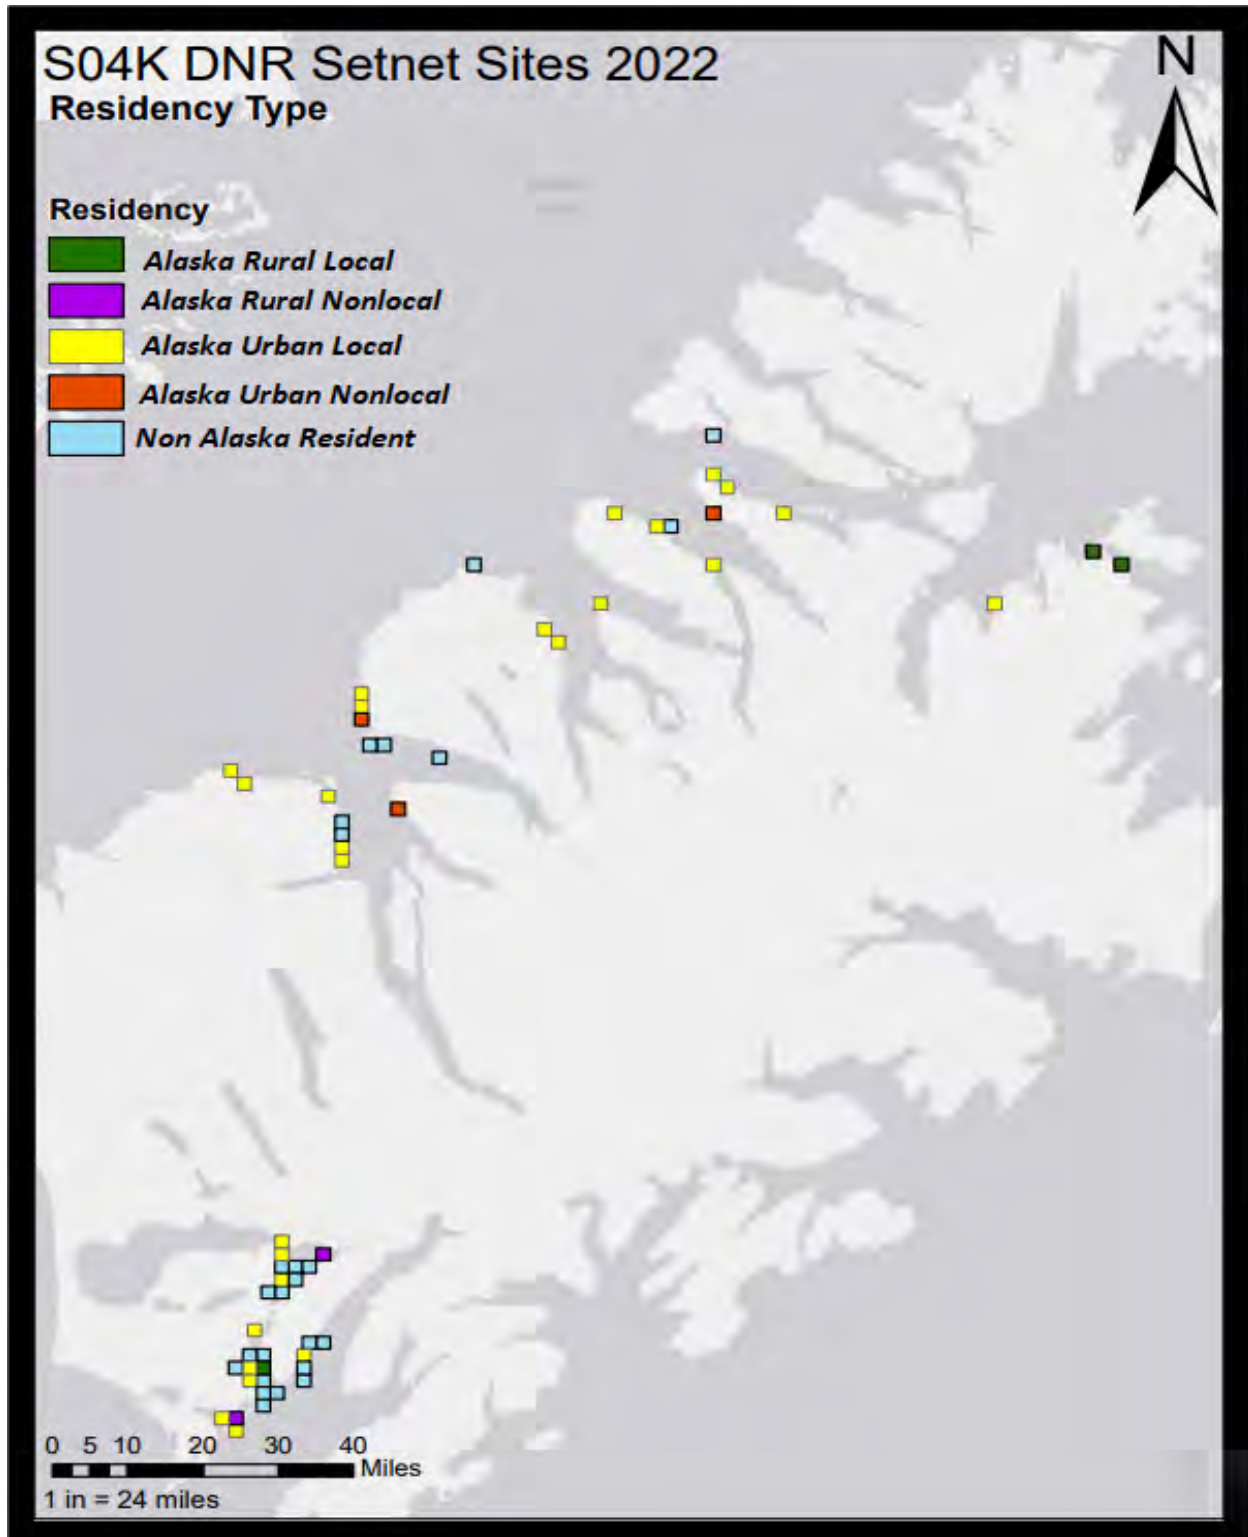 S04K DNR Setnet Sites 2022
Residency Type
N
Residency
Alaska Rural Local
Alaska Rural Nonlocal
Alaska Urban Local
Alaska Urban Nonlocal
Non Alaska Resident
0 5 10 20 30 40
Miles
1 in = 24 miles